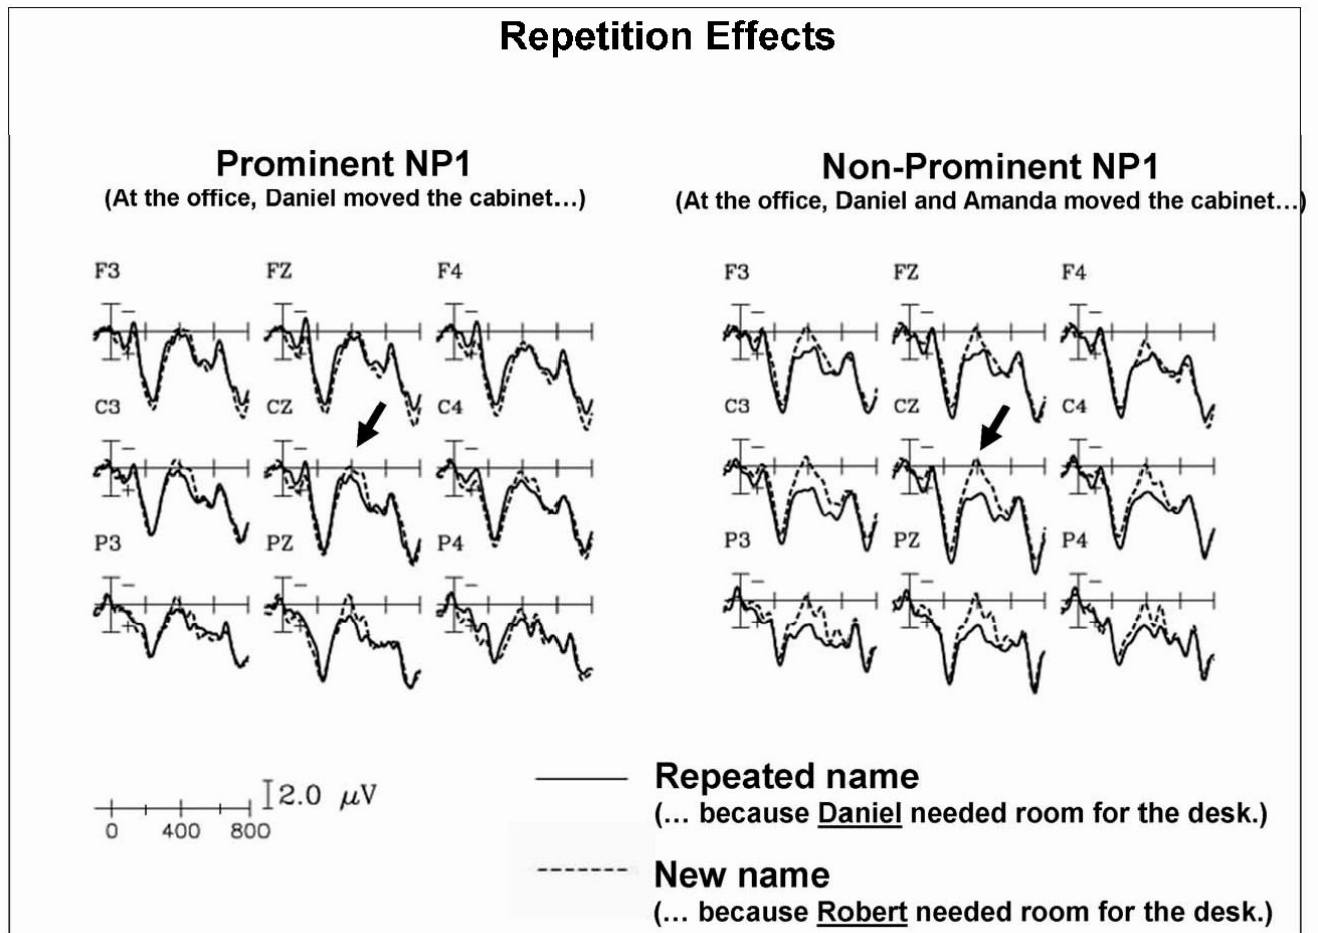 Repetition Effects
Prominent NP1
(At the office, Daniel moved the cabinet...)
Non-Prominent NP1
(At the office, Daniel and Amanda moved the cabinet...)
F3 FZ F4
C3 CZ C4
P3 PZ P4
F3 FZ F4
C3 CZ C4
P3 PZ P4
2.0 μV
0 400 800
Repeated name
(... because Daniel needed room for the desk.)
New name
(... because Robert needed room for the desk.)